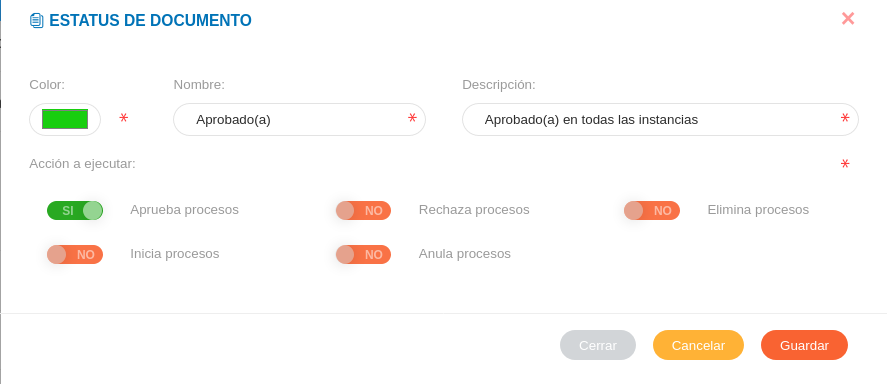 ESTATUS DE DOCUMENTO
Color: Nombre: Descripción:
Aprobado(a) Aprobado(a) en todas las instancias
Acción a ejecutar:
SI Aprueba procesos NO Rechaza procesos NO Elimina procesos
NO Inicia procesos NO Anula procesos
Cerrar Cancelar Guardar